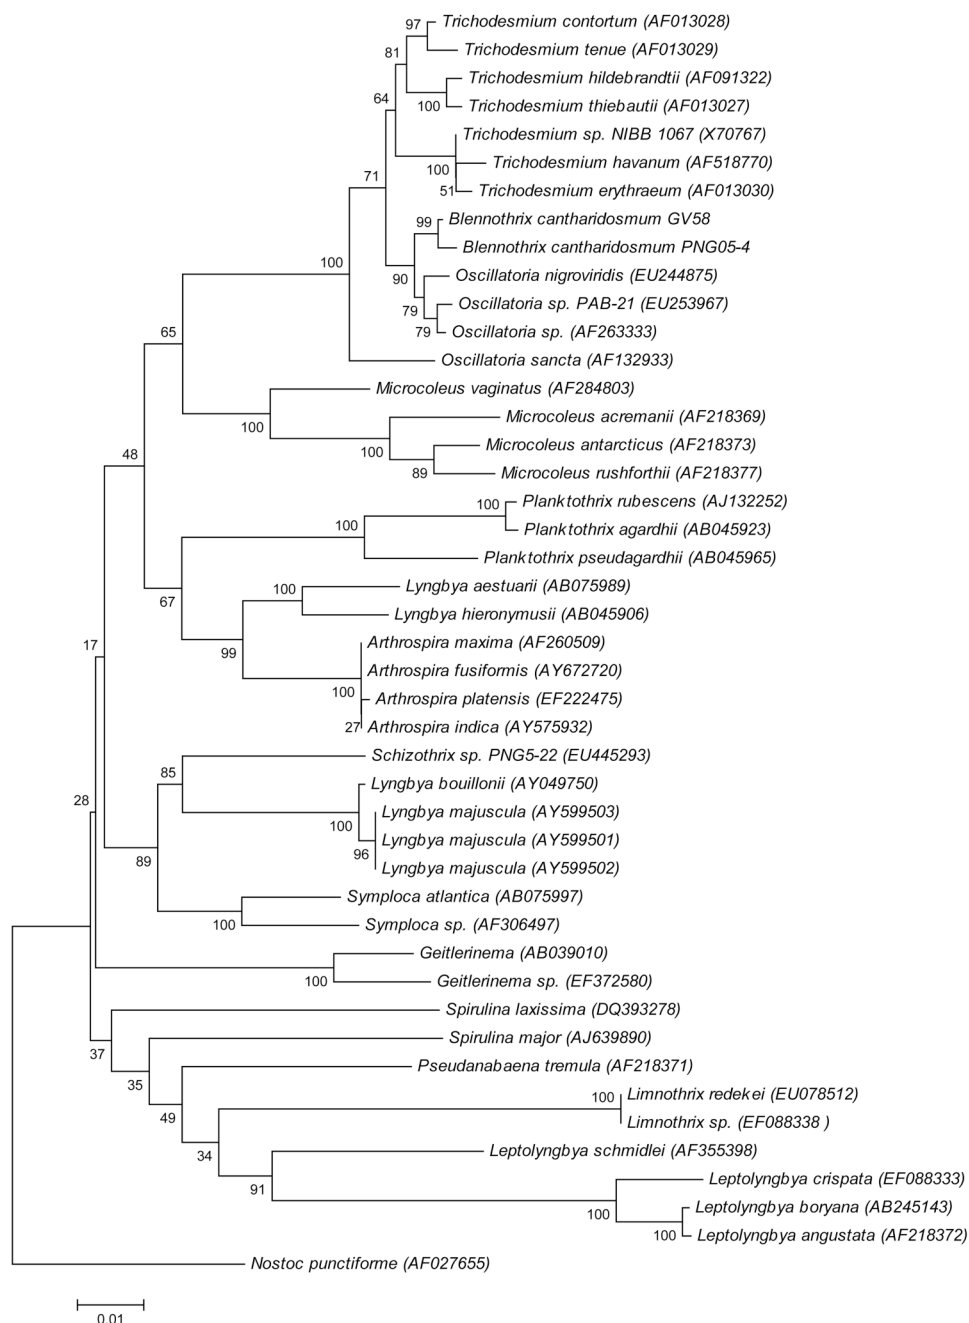 97 Trichodesmium contortum (AF013028)
Trichodesmium tenue (AF013029)
81
Trichodesmium hildebrandtii (AF091322)
64
100 Trichodesmium thiebautii (AF013027)
Trichodesmium sp. NIBB 1067 (X70767)
100 Trichodesmium havanum (AF518770)
71
51 Trichodesmium erythraeum (AF013030)
99 Blennothrix cantharidosmum GV58
Blennothrix cantharidosmum PNG05-4
100
90 Oscillatoria nigroviridis (EU244875)
79 Oscillatoria sp. PAB-21 (EU253967)
79 Oscillatoria sp. (AF263333)
65
Oscillatoria sancta (AF132933)
Microcoleus vaginatus (AF284803)
100 Microcoleus acremanii (AF218369)
100 Microcoleus antarcticus (AF218373)
48
89 Microcoleus rushforthii (AF218377)
100 Planktothrix rubescens (AJ132252)
100 Planktothrix agardhii (AB045923)
Planktothrix pseudagardhii (AB045965)
100 Lyngbya aestuarii (AB075989)
67 Lyngbya hieronymusii (AB045906)
17 Arthrospira maxima (AF260509)
99
Arthrospira fusiformis (AY672720)
100 Arthrospira platensis (EF222475)
27 Arthrospira indica (AY575932)
Schizothrix sp. PNG5-22 (EU445293)
85
Lyngbya bouillonii (AY049750)
28
Lyngbya majuscula (AY599503)
100
Lyngbya majuscula (AY599501)
96
89
Lyngbya majuscula (AY599502)
Symploca atlantica (AB075997)
100 Symploca sp. (AF306497)
Geitlerinema (AB039010)
100 Geitlerinema sp. (EF372580)
Spirulina laxissima (DQ393278)
Spirulina major (AJ639890)
37
Pseudanabaena tremula (AF218371)
35
100 Limnothrix redekei (EU078512)
49
Limnothrix sp. (EF088338 )
34 Leptolyngbya schmidlei (AF355398)
Leptolyngbya crispata (EF088333)
91
Leptolyngbya boryana (AB245143)
100
100 Leptolyngbya angustata (AF218372)
Nostoc punctiforme (AF027655)
0.01